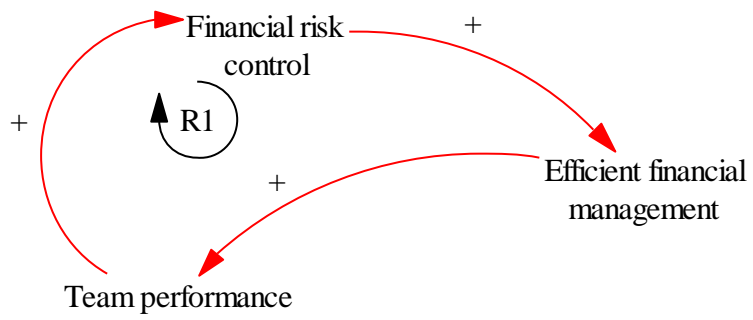 Financial risk
control
+
+
R1
Efficient financial
management
+
Team performance